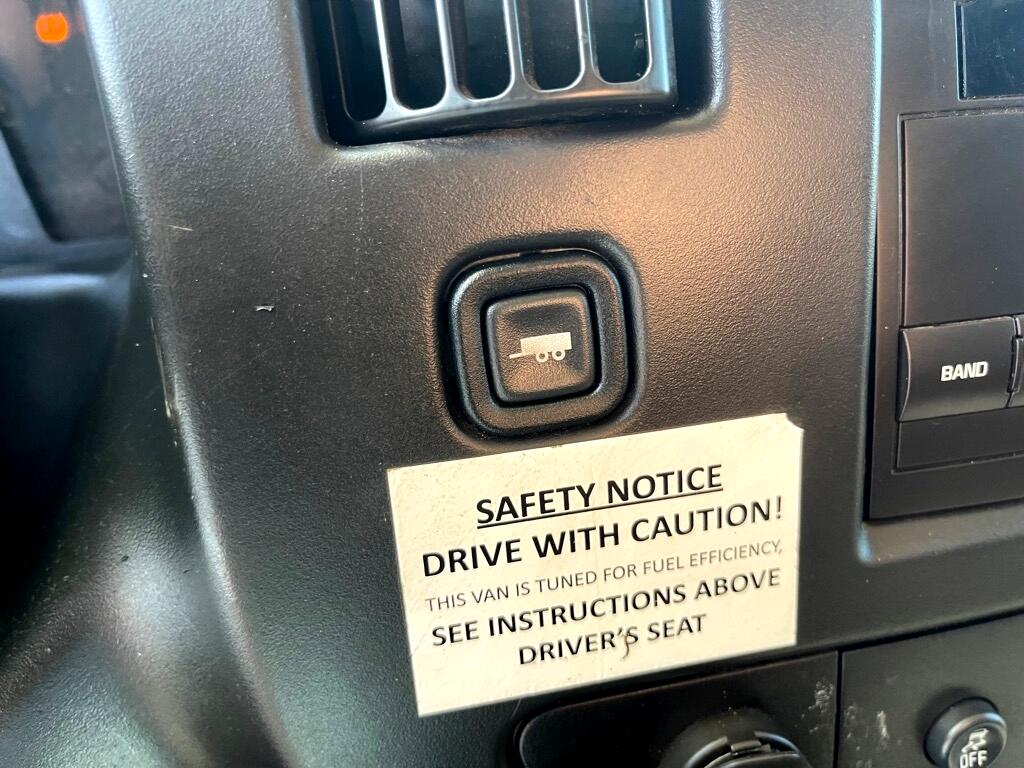 BAND
SAFETY NOTICE
DRIVE WITH CAUTION!
THIS VAN IS TUNED FOR FUEL EFFICIENCY,
SEE INSTRUCTIONS ABOVE
DRIVER'S SEAT
OFF